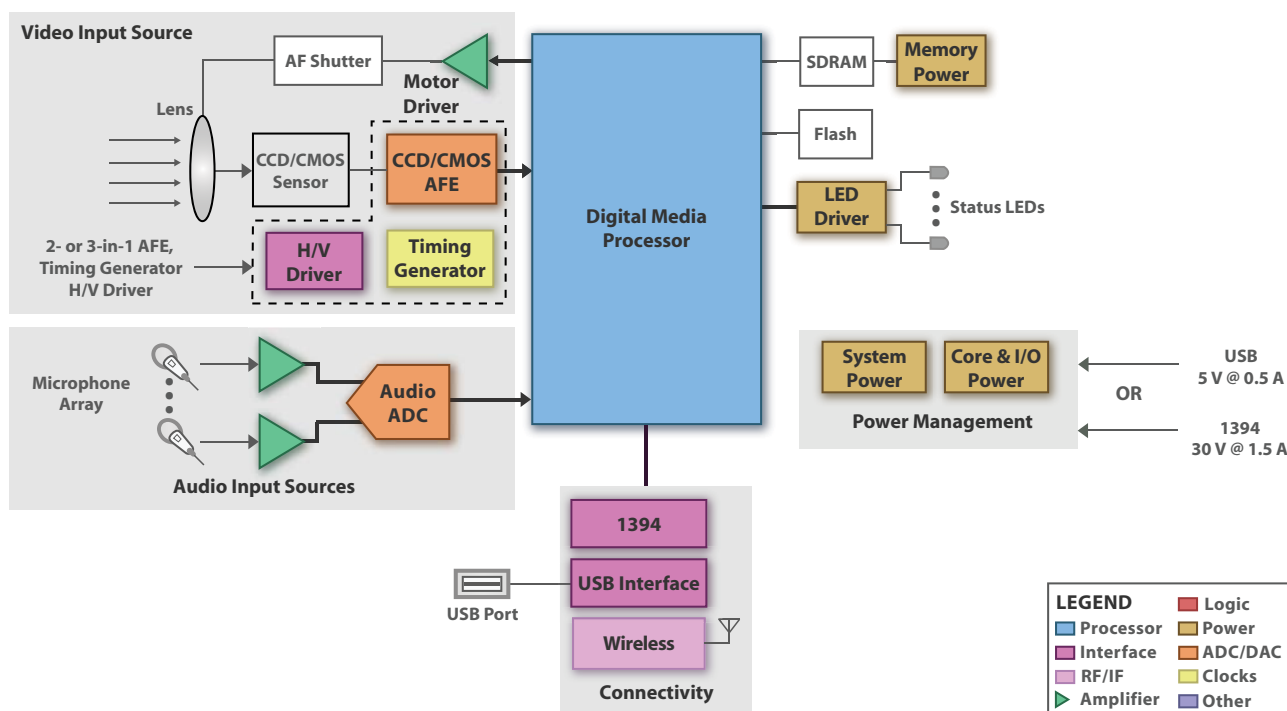 Video Input Source
AF Shutter
Motor
Driver
Lens
CCD/CMOS
Sensor
CCD/CMOS
AFE
2- or 3-in-1 AFE,
Timing Generator
H/V Driver
H/V
Driver
Timing
Generator
Microphone
Array
Audio
ADC
Audio Input Sources
Digital Media
Processor
SDRAM
Memory
Power
Flash
LED
Driver
Status LEDs
System
Power
Core & I/O
Power
Power Management
USB
5 V @ 0.5 A
OR
1394
30 V @ 1.5 A
1394
USB Interface
USB Port
Wireless
Connectivity
LEGEND
Processor
Interface
RF/IF
Amplifier
Logic
Power
ADC/DAC
Clocks
Other